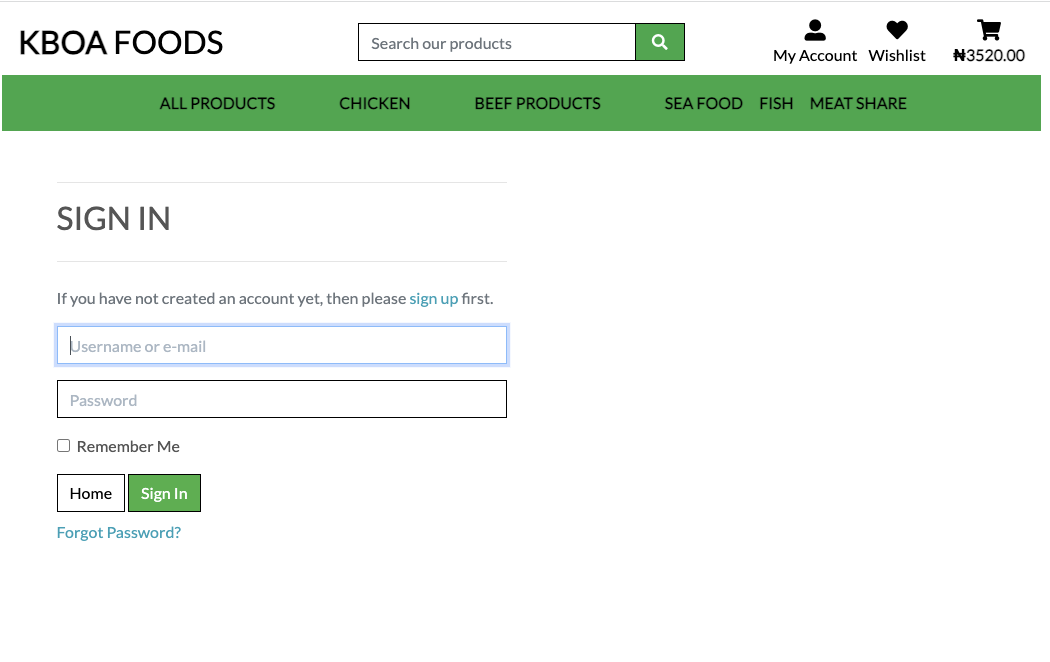 KBOA FOODS
Search our products
My Account
Wishlist
₦3520.00
ALL PRODUCTS
CHICKEN
BEEF PRODUCTS
SEA FOOD
FISH
MEAT SHARE
SIGN IN
If you have not created an account yet, then please sign up first.
Username or e-mail
Password
Remember Me
Home
Sign In
Forgot Password?